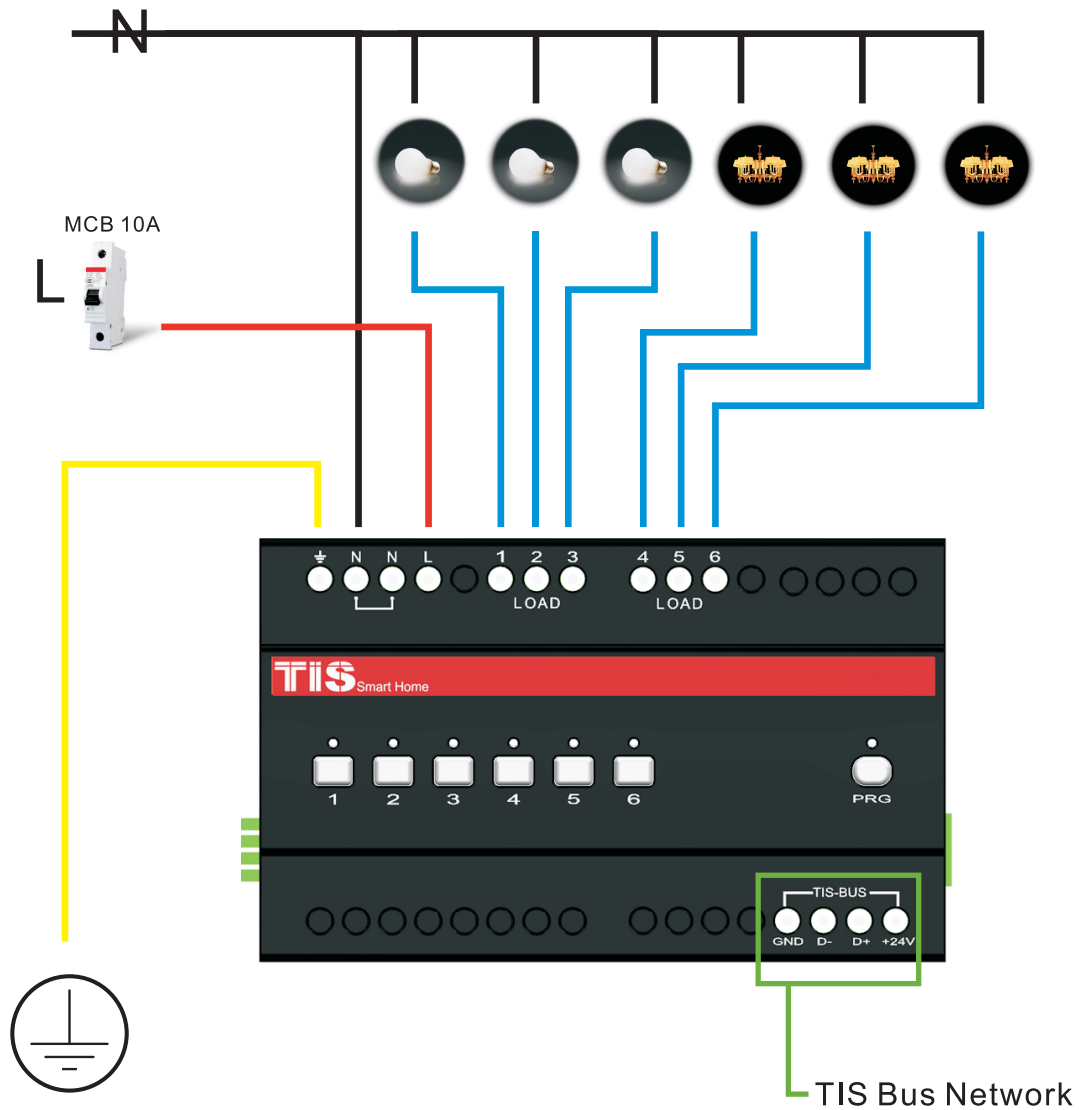 N
MCB 10A
L
N N L 1 2 3 4 5 6
LOAD LOAD
TIS Smart Home
1 2 3 4 5 6 PRG
TIS-BUS
GND D- D+ +24V
TIS Bus Network